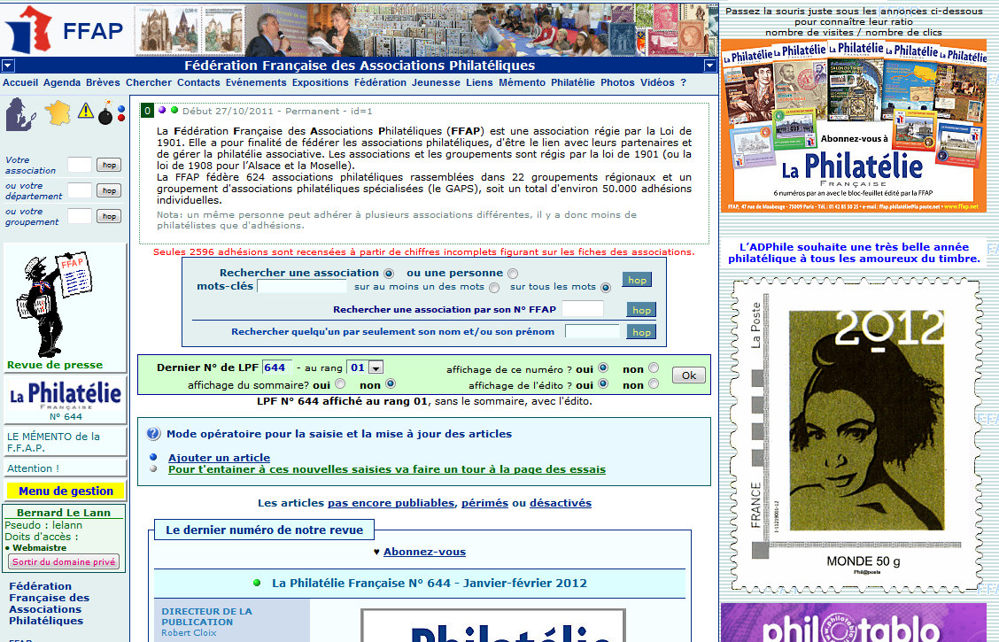 FFAP
Fédération Française des Associations Philatéliques
Accueil Agenda Brèves Chercher Contacts Evénements Expositions Fédération Jeunesse Liens Mémento Philatélie Photos Vidéos ?
Votre
association
hop
ou votre
département
hop
ou votre
groupement
hop
FFAP
Revue de presse
La Philatélie
FRANÇAISE
N° 644
LE MÉMENTO de la
F.F.A.P.
Attention !
Menu de gestion
Bernard Le Lann
Pseudo : lelann
Doits d'accès :
• Webmaistre
Sortir du domaine privé
Fédération
Française des
Associations
Philatéliques
0 Début 27/10/2011 - Permanent - id=1
La Fédération Française des Associations Philatéliques (FFAP) est une association régie par la Loi de
1901. Elle a pour finalité de fédérer les associations philatéliques, d'être le lien avec leurs partenaires et
de gérer la philatélie associative. Les associations et les groupements sont régis par la loi de 1901 (ou la
loi de 1908 pour l’Alsace et la Moselle).
La FFAP fédère 624 associations philatéliques rassemblées dans 22 groupements régionaux et un
groupement d'associations philatéliques spécialisées (le GAPS), soit un total d'environ 50.000 adhésions
individuelles.
Nota: un même personne peut adhérer à plusieurs associations différentes, il y a donc moins de
philatélistes que d'adhésions.
Seules 2596 adhésions sont recensées à partir de chiffres incomplets figurant sur les fiches des associations.
Rechercher une association ou une personne
mots-clés sur au moins un des mots sur tous les mots hop
Rechercher une association par son N° FFAP hop
Rechercher quelqu'un par seulement son nom et/ou son prénom hop
Dernier N° de LPF 644 - au rang 01 affichage de ce numéro ? oui non
affichage du sommaire? oui non affichage de l'édito ? oui non Ok
LPF N° 644 affiché au rang 01, sans le sommaire, avec l'édito.
? Mode opératoire pour la saisie et la mise à jour des articles
Ajouter un article
Pour t'entainer à ces nouvelles saisies va faire un tour à la page des essais
Les articles pas encore publiables, périmés ou désactivés
Le dernier numéro de notre revue
♥ Abonnez-vous
La Philatélie Française N° 644 - Janvier-février 2012
DIRECTEUR DE LA
PUBLICATION
Robert Cloix
Philatélie
Passez la souris juste sous les annonces ci-dessous
pour connaître leur ratio
nombre de visites / nombre de clics
La Philatélie La Philatélie La Philatélie La Philatélie La Philatélie
Abonnez-vous à
La Philatélie
FRANÇAISE
6 numéros par an avec le bloc-feuillet édité par la FFAP
FFAP, 47 rue de Maubeuge - 75009 Paris - Tél : 01 42 85 50 25 - e-mail : ffap.philatelie@la poste.net - www.ffap.net
L’ADPhile souhaite une très belle année
philatélique à tous les amoureux du timbre.
2012
La Poste
FRANCE
MONDE 50 g
Phil@poste
philatablo